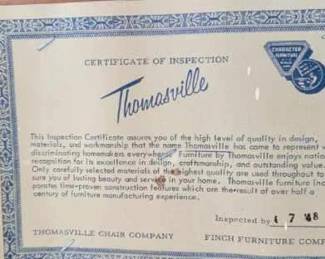 CERTIFICATE OF INSPECTION
CHARACTER
FURNITURE
Thomasville
This Inspection Certificate assures you of the high level of quality in design,
materials, and workmanship that the name Thomasville has come to represent
discriminating homemakers everywhere. Furniture by Thomasville enjoys
recognition for its excellence in design, craftsmanship, and outstanding value.
Only carefully selected materials of the highest quality are used throughout to
sure you of lasting beauty and service in your home. Thomasville furniture
porates time-proven construction features which are the result of over half a
century of furniture manufacturing experience.
Inspected by
THOMASVILLE CHAIR COMPANY
FINCH FURNITURE